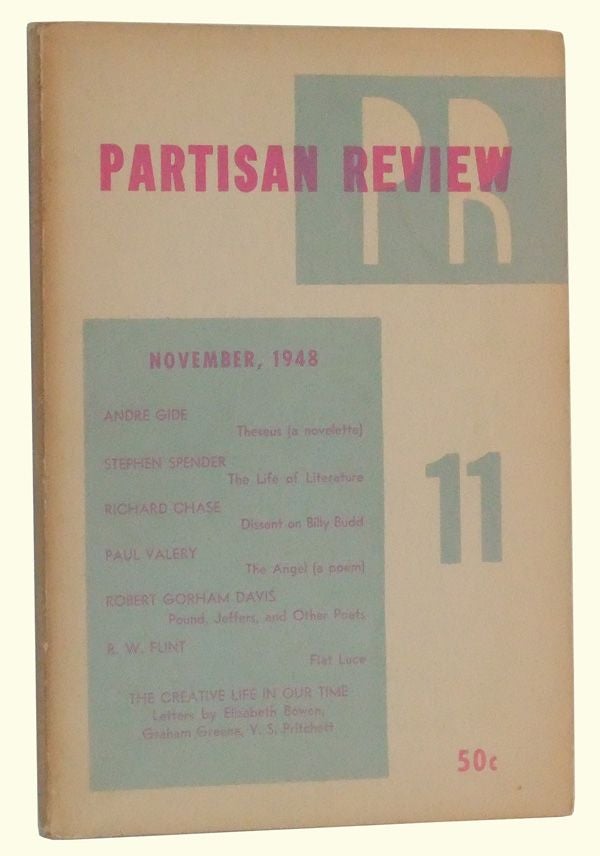 PR
PARTISAN REVIEW
NOVEMBER, 1948
ANDRE GIDE
Theseus (a novelette)
STEPHEN SPENDER
The Life of Literature
RICHARD CHASE
Dissent on Billy Budd
PAUL VALERY
The Angel (a poem)
ROBERT GORHAM DAVIS
Pound, Jeffers, and Other Poets
R. W. FLINT
Fiat Luce
THE CREATIVE LIFE IN OUR TIME
Letters by Elizabeth Bowen,
Graham Greene, V. S. Pritchett
11
50c